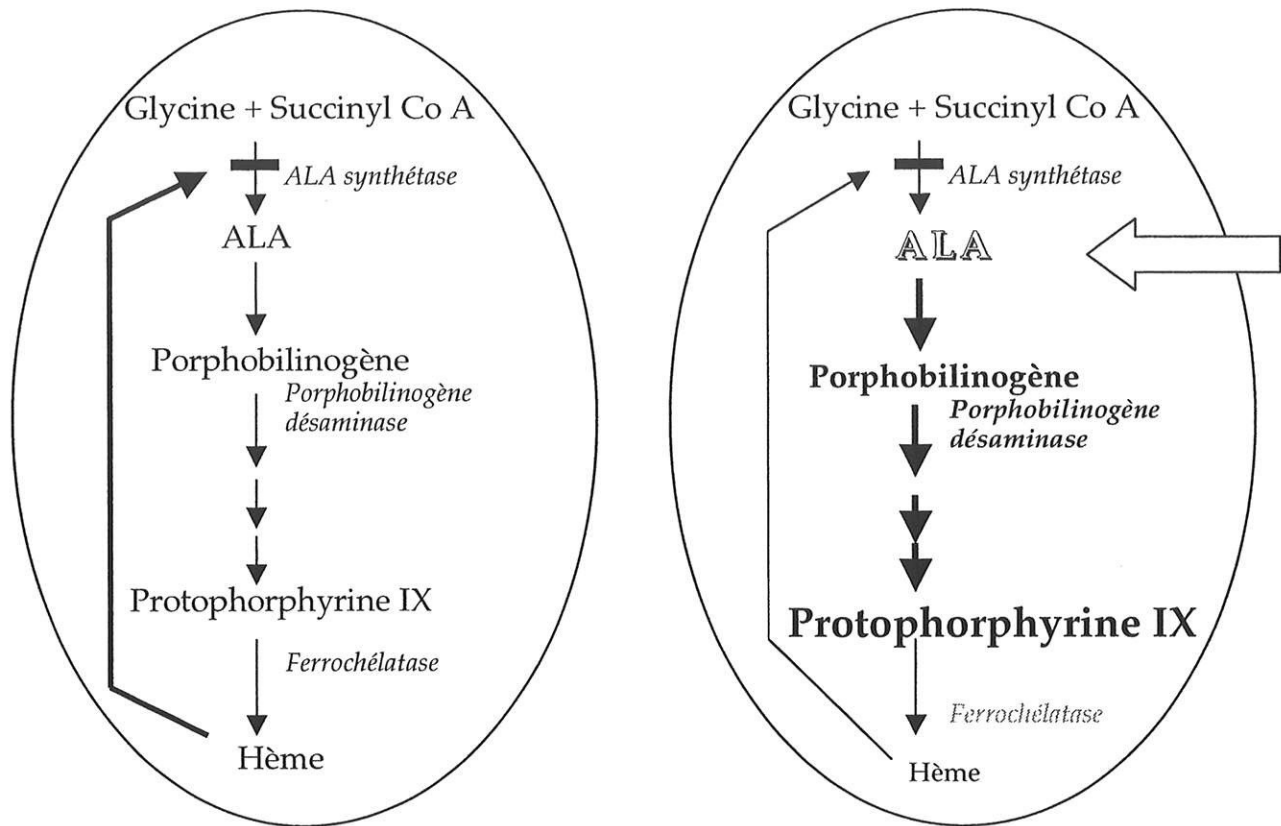 Glycine + Succinyl Co A
ALA synthétase
ALA
Porphobilinogène
Porphobilinogène
désaminase
Protophorphyrine IX
Ferrochélatase
Hème
Glycine + Succinyl Co A
ALA synthétase
ALA
Porphobilinogène
Porphobilinogène
désaminase
Protophorphyrine IX
Ferrochélatase
Hème